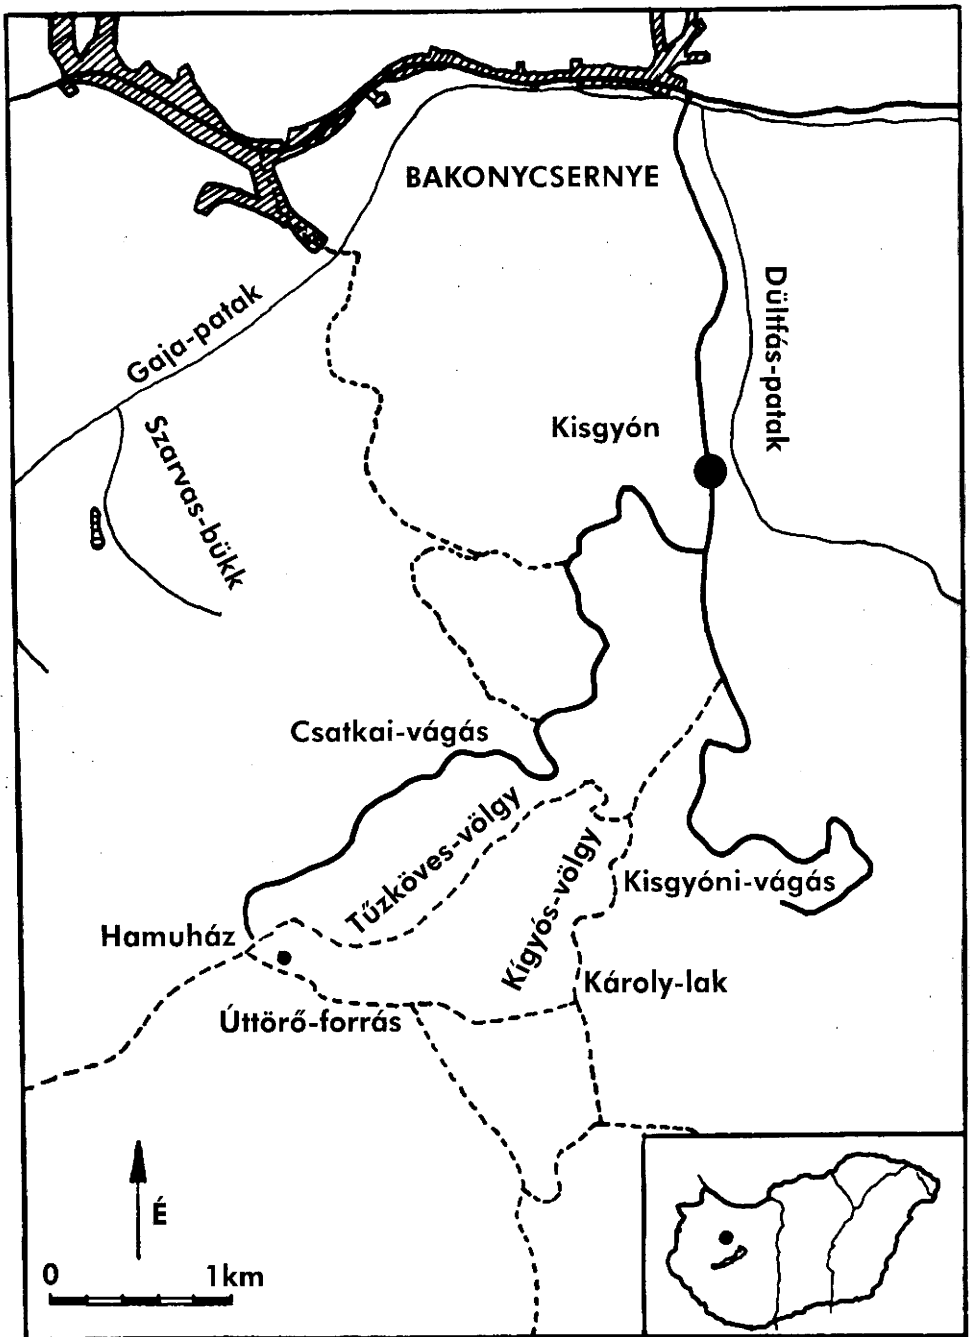 BAKONYCSERNYE
Gaja-patak
Dültfás-patak
Szarvas-bükk
Kisgyón
Csatkai-vágás
Tűzköves-völgy
Kígyós-völgy
Kisgyóni-vágás
Hamuház
Károly-lak
Úttörő-forrás
É
0 1km